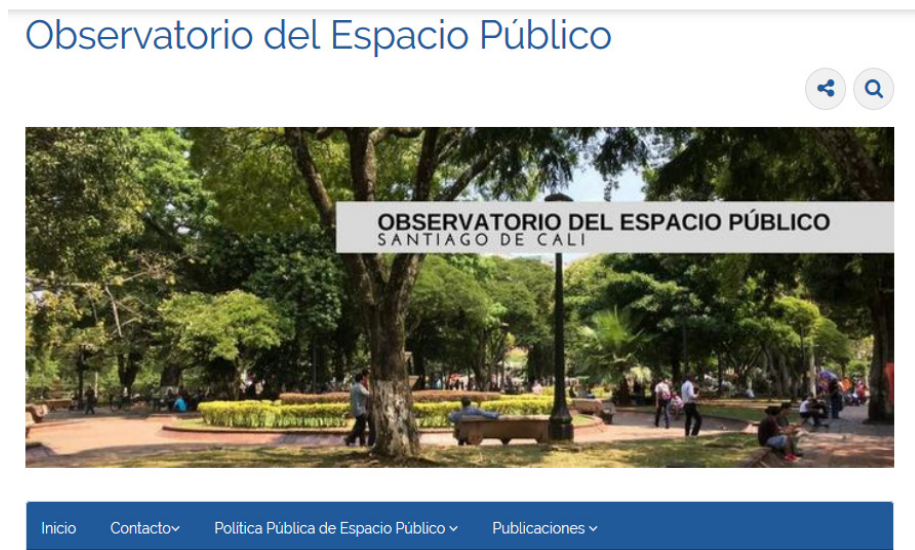 Observatorio del Espacio Público
OBSERVATORIO DEL ESPACIO PÚBLICO
SANTIAGO DE CALI
Inicio Contacto Política Pública de Espacio Público Publicaciones